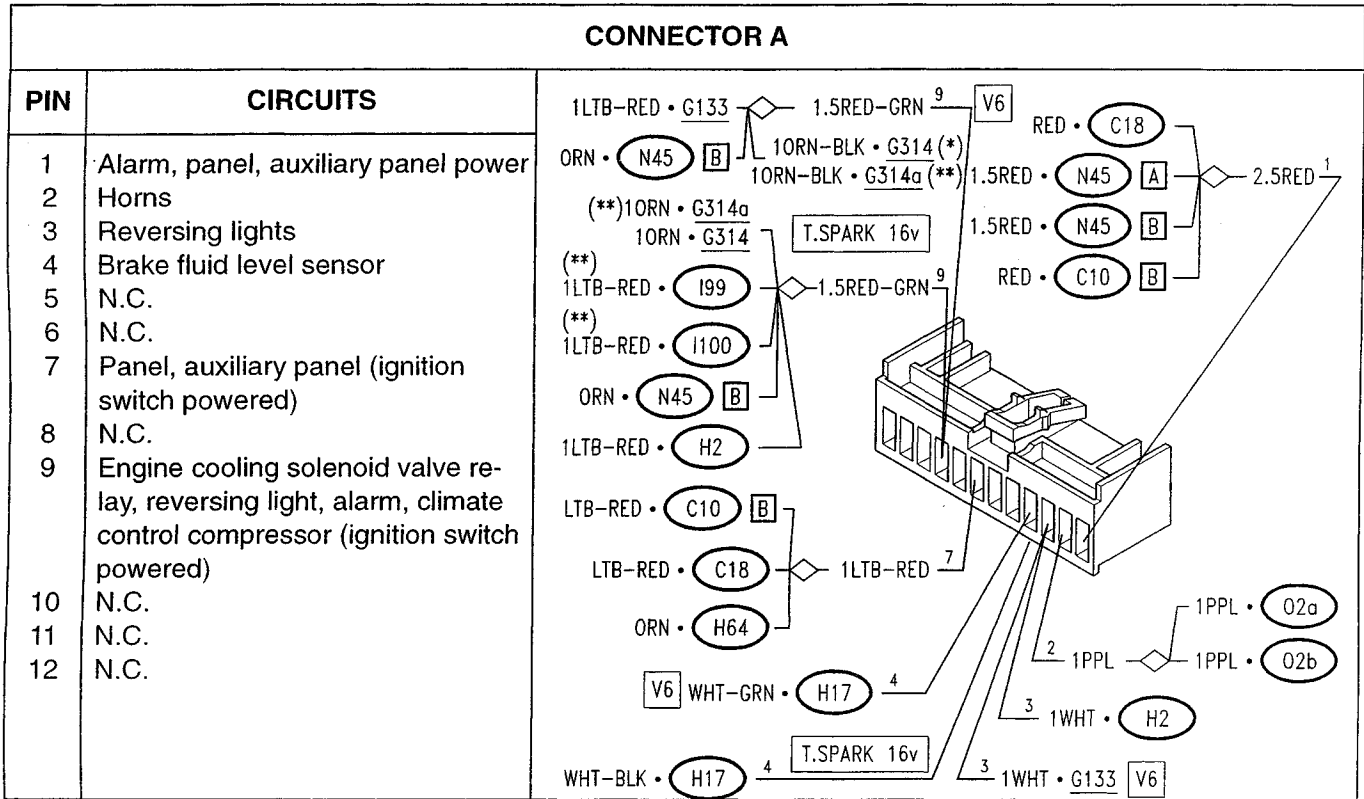 CONNECTOR A
PIN
CIRCUITS
1 Alarm, panel, auxiliary panel power
2 Horns
3 Reversing lights
4 Brake fluid level sensor
5 N.C.
6 N.C.
7 Panel, auxiliary panel (ignition
switch powered)
8 N.C.
9 Engine cooling solenoid valve re-
lay, reversing light, alarm, climate
control compressor (ignition switch
powered)
10 N.C.
11 N.C.
12 N.C.
1LTB-RED • G133 1.5RED-GRN 9 V6
ORN • N45 B
1ORN-BLK • G314 (*)
1ORN-BLK • G314a (**)
RED • C18
1.5RED • N45 A 2.5RED 1
1.5RED • N45 B
RED • C10 B
(**)1ORN • G314a
1ORN • G314
T.SPARK 16v
(**)
1LTB-RED • I99 1.5RED-GRN 9
(**)
1LTB-RED • I100
ORN • N45 B
1LTB-RED • H2
LTB-RED • C10 B
LTB-RED • C18 1LTB-RED 7
ORN • H64
1PPL • O2a
2 1PPL 1PPL • O2b
V6 WHT-GRN • H17 4
3 1WHT • H2
T.SPARK 16v
WHT-BLK • H17 4
3 1WHT • G133 V6